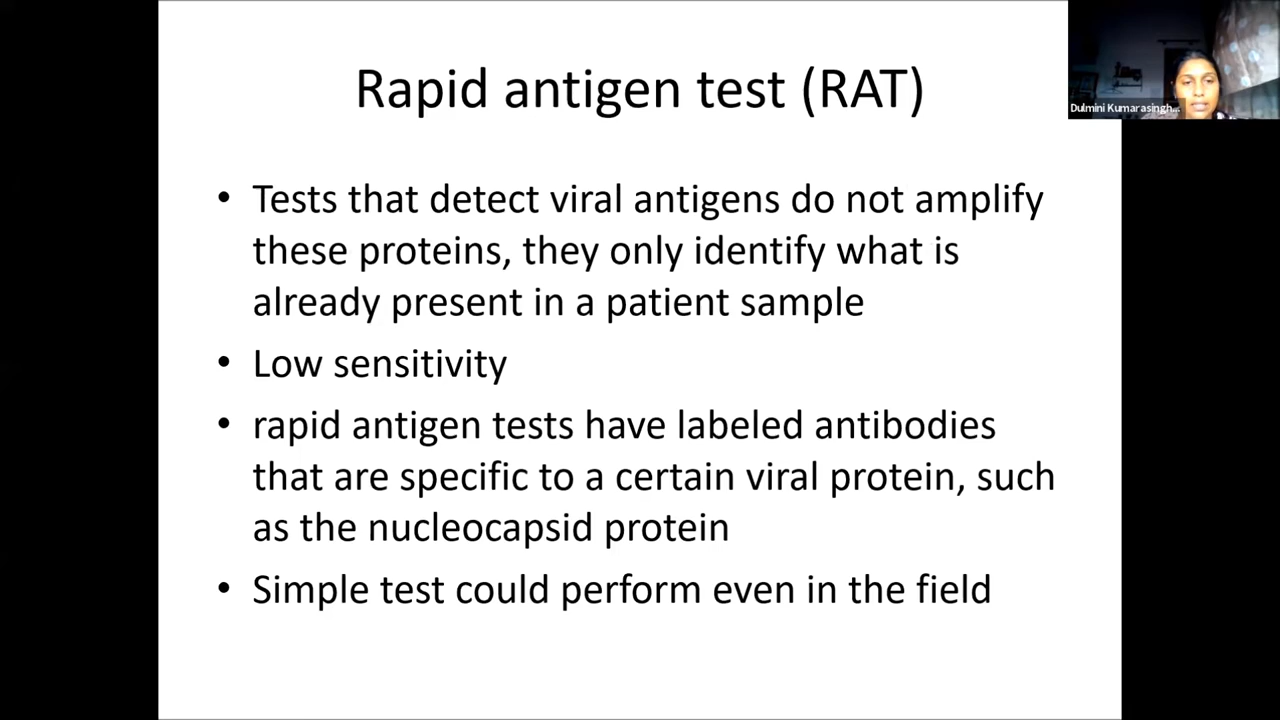 Rapid antigen test (RAT)
Dulmini Kumarasingh...
• Tests that detect viral antigens do not amplify
these proteins, they only identify what is
already present in a patient sample
• Low sensitivity
• rapid antigen tests have labeled antibodies
that are specific to a certain viral protein, such
as the nucleocapsid protein
• Simple test could perform even in the field